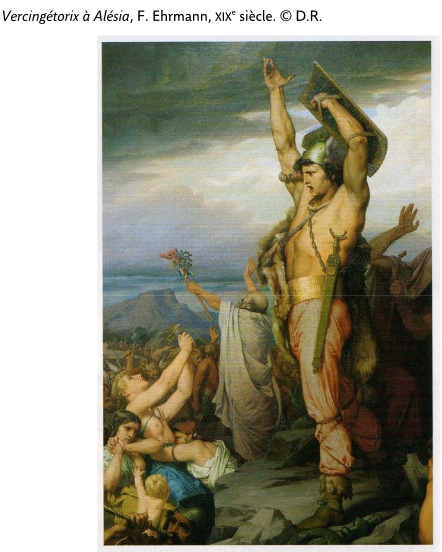 Vercingétorix à Alésia, F. Ehrmann, XIXᵉ siècle. © D.R.